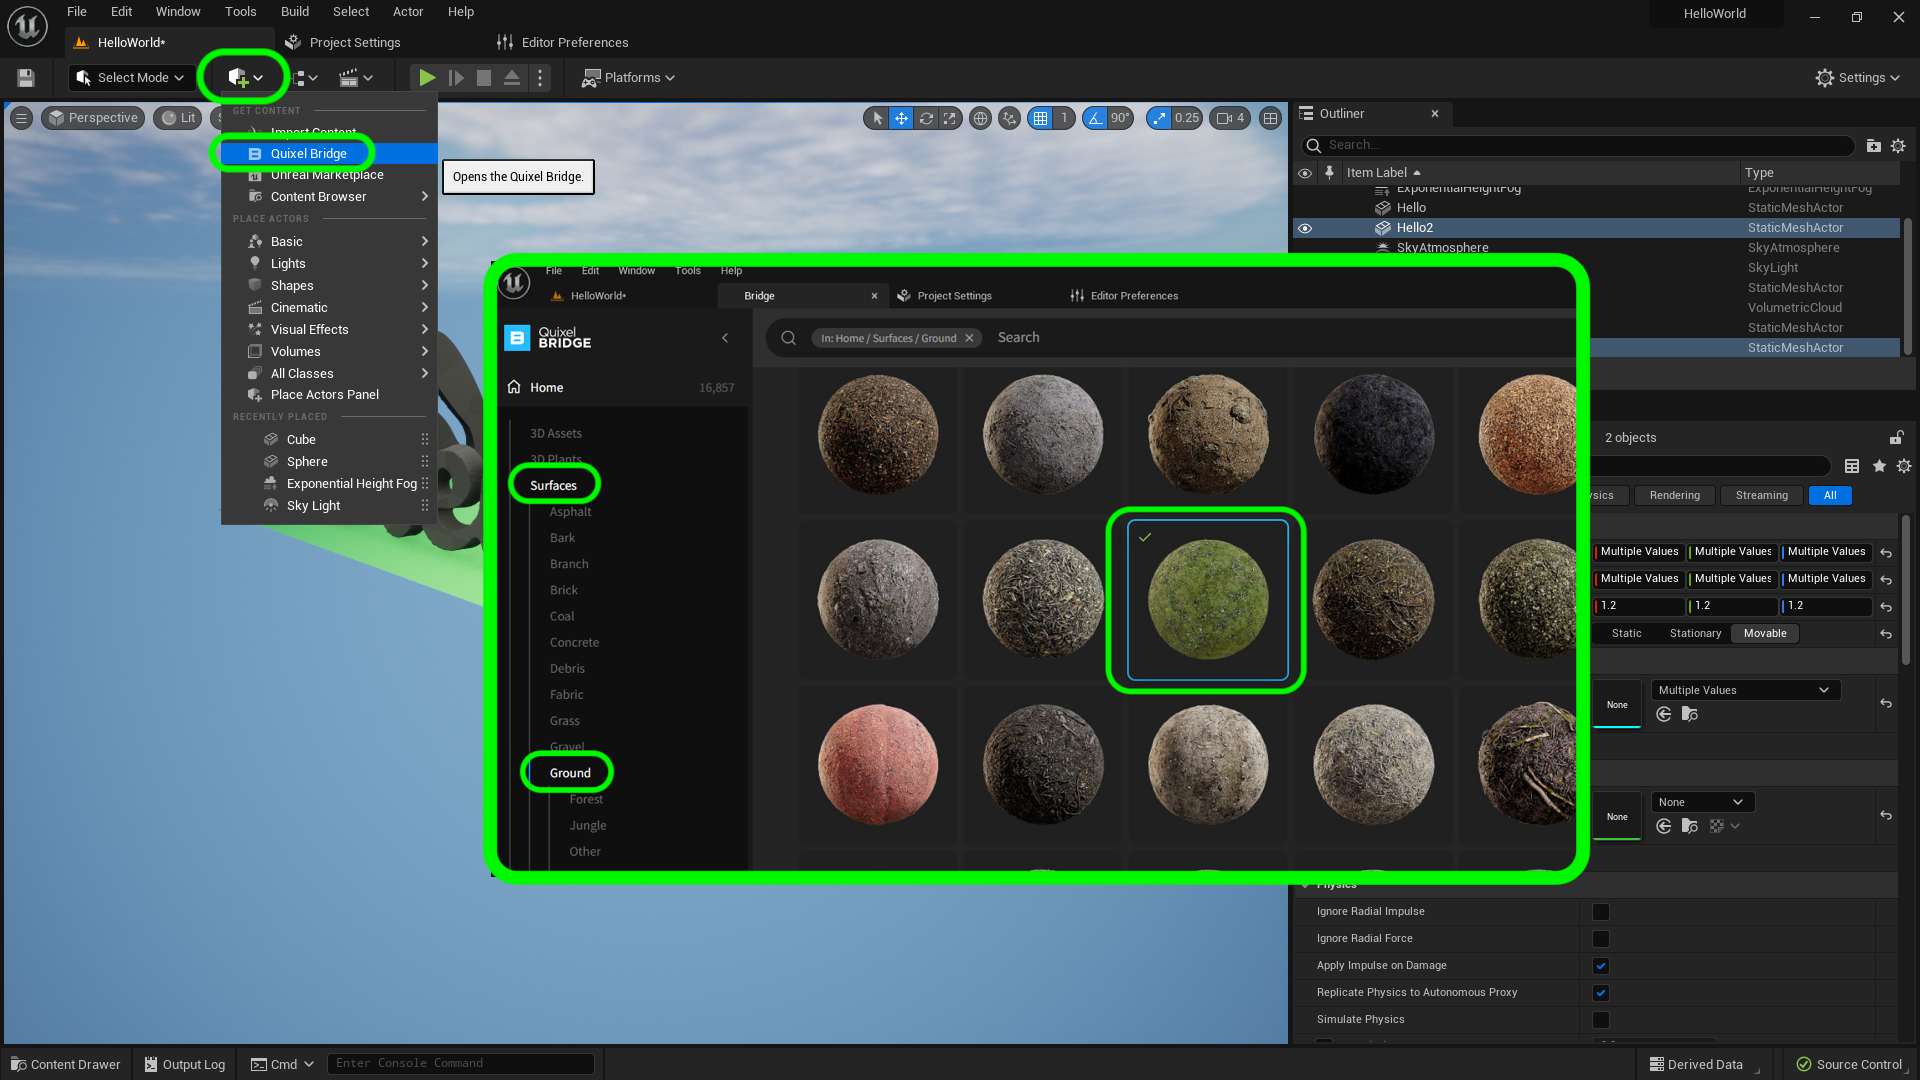 File Edit Window Tools Build Select Actor Help
HelloWorld
HelloWorld* Project Settings Editor Preferences
Select Mode Platforms Settings
GET CONTENT
Import Content
Quixel Bridge
Unreal Marketplace
Content Browser
PLACE ACTORS
Basic
Lights
Shapes
Cinematic
Visual Effects
Volumes
All Classes
Place Actors Panel
RECENTLY PLACED
Cube
Sphere
Exponential Height Fog
Sky Light
Perspective Lit
1 90° 0.25 4
Opens the Quixel Bridge.
Outliner
Search...
Item Label Type
ExponentialHeightFog ExponentialHeightFog
Hello StaticMeshActor
Hello2 StaticMeshActor
SkyAtmosphere SkyAtmosphere
SkyLight
StaticMeshActor
VolumetricCloud
StaticMeshActor
StaticMeshActor
File Edit Window Tools Help
HelloWorld* Bridge Project Settings Editor Preferences
Quixel
BRIDGE
In: Home / Surfaces / Ground Search
Home 16,857
3D Assets
3D Plants
Surfaces
Asphalt
Bark
Branch
Brick
Coal
Concrete
Debris
Fabric
Grass
Gravel
Ground
Forest
Jungle
Other
2 objects
Rendering Streaming All
Multiple Values Multiple Values Multiple Values
Multiple Values Multiple Values Multiple Values
1.2 1.2 1.2
Static Stationary Movable
None Multiple Values
None None
Physics
Ignore Radial Impulse
Ignore Radial Force
Apply Impulse on Damage
Replicate Physics to Autonomous Proxy
Simulate Physics
Content Drawer Output Log Cmd Enter Console Command Derived Data Source Control